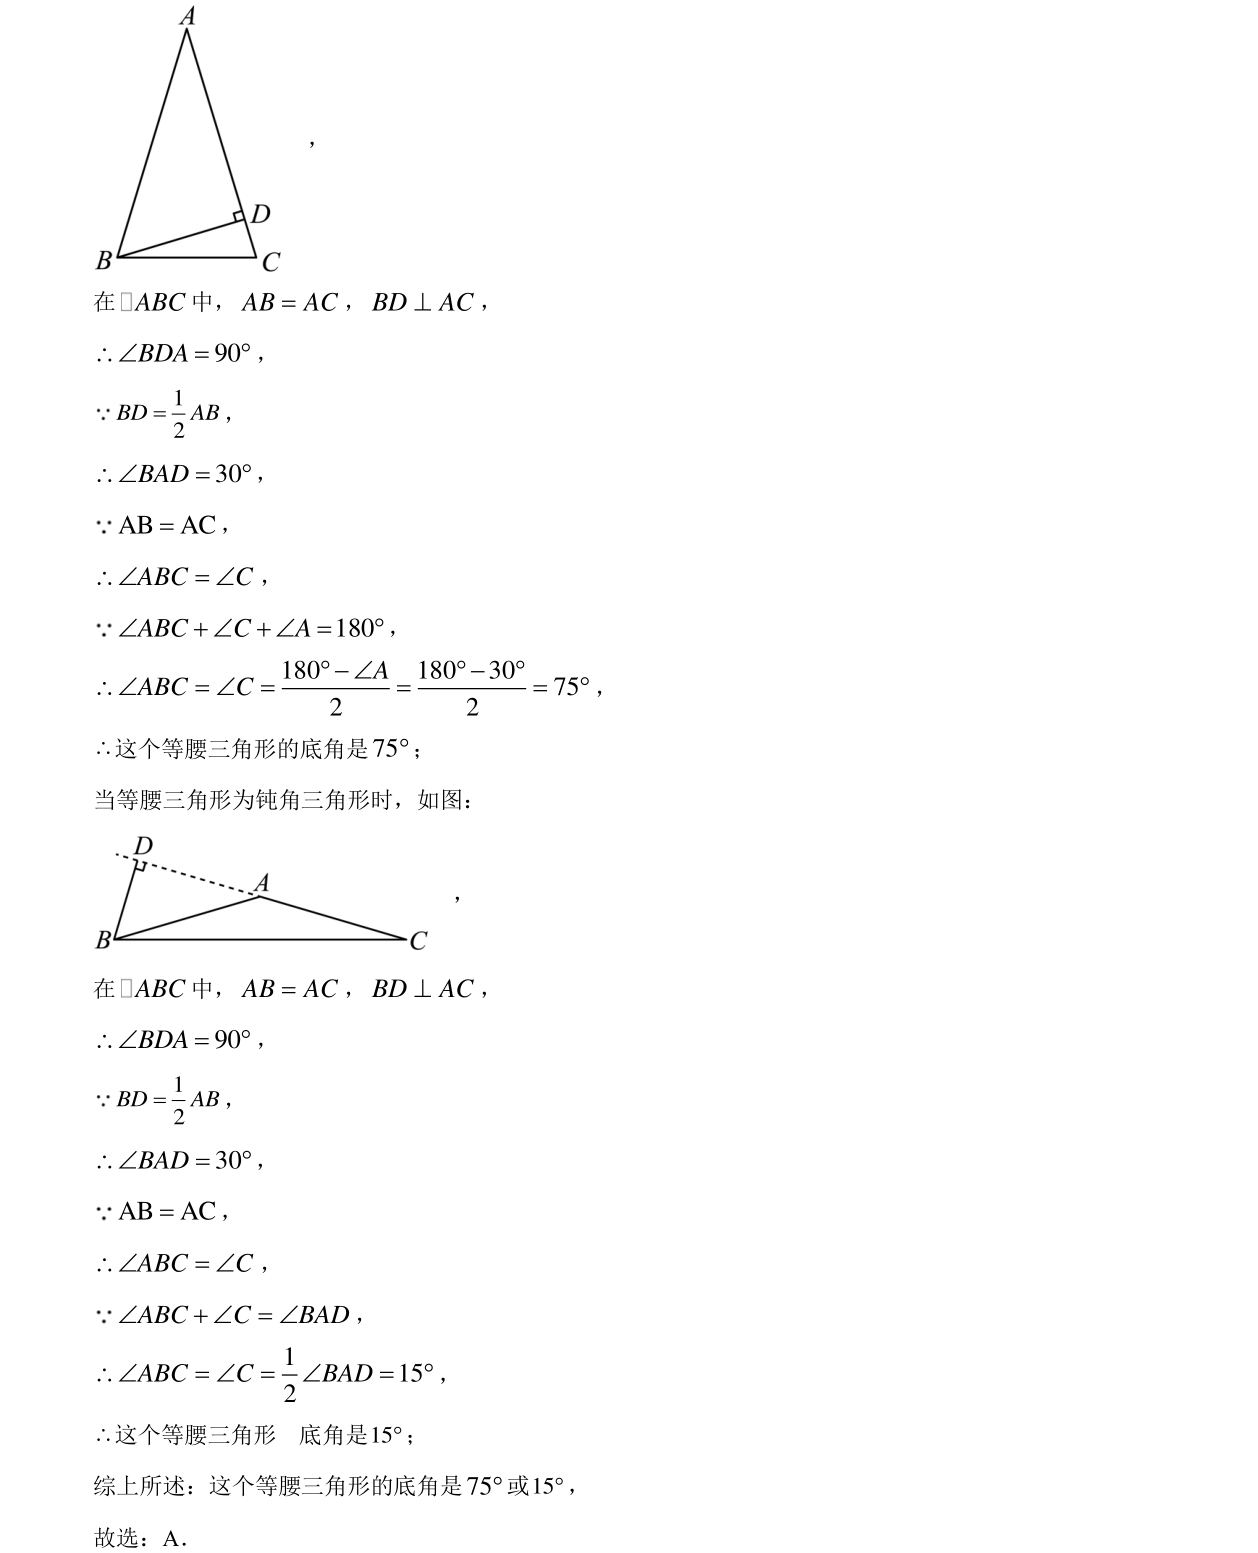 A
，
D
B
C
在□ABC中，AB = AC，BD ⊥ AC，
∴∠BDA = 90°，
∵BD = 1/2 AB，
∴∠BAD = 30°，
∵AB = AC，
∴∠ABC = ∠C，
∵∠ABC + ∠C + ∠A = 180°，
∴∠ABC = ∠C = (180° − ∠A)/2 = (180° − 30°)/2 = 75°，
∴这个等腰三角形的底角是75°；
当等腰三角形为钝角三角形时，如图：
D
A
，
B
C
在□ABC中，AB = AC，BD ⊥ AC，
∴∠BDA = 90°，
∵BD = 1/2 AB，
∴∠BAD = 30°，
∵AB = AC，
∴∠ABC = ∠C，
∵∠ABC + ∠C = ∠BAD，
∴∠ABC = ∠C = 1/2 ∠BAD = 15°，
∴这个等腰三角形 底角是15°；
综上所述：这个等腰三角形的底角是75°或15°，
故选：A．